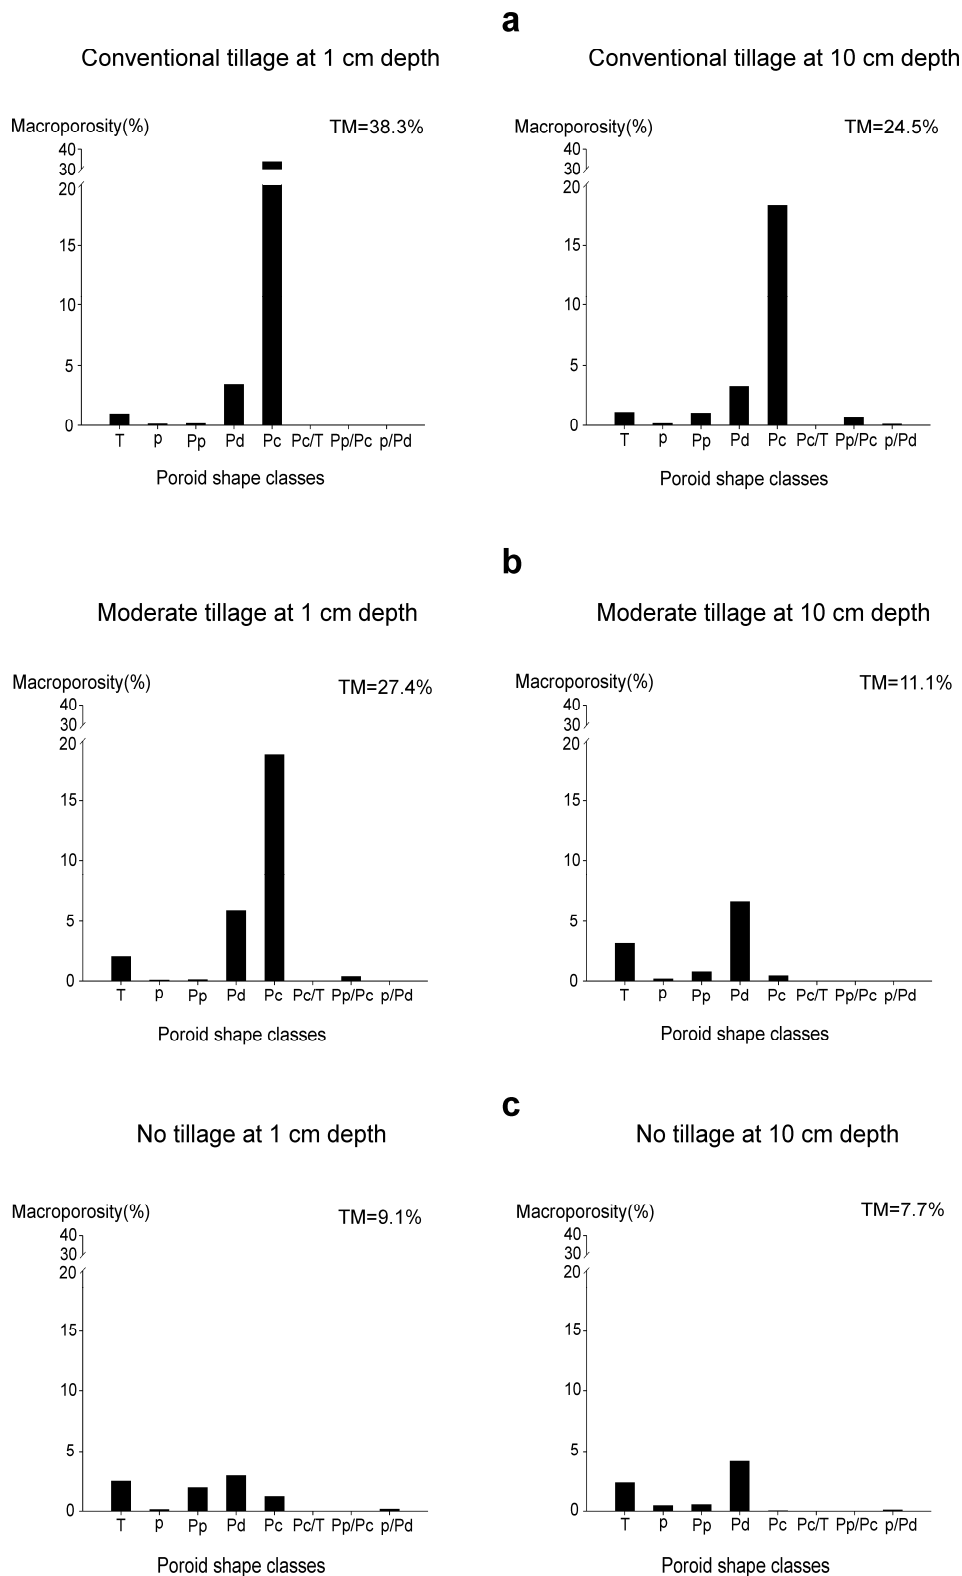 a
Conventional tillage at 1 cm depth
Conventional tillage at 10 cm depth
Macroporosity(%)
TM=38.3%
40
30
20
15
10
5
0
T p Pp Pd Pc Pc/T Pp/Pc p/Pd
Poroid shape classes
Macroporosity(%)
TM=24.5%
40
30
20
15
10
5
0
T p Pp Pd Pc Pc/T Pp/Pc p/Pd
Poroid shape classes
b
Moderate tillage at 1 cm depth
Moderate tillage at 10 cm depth
Macroporosity(%)
TM=27.4%
40
30
20
15
10
5
0
T p Pp Pd Pc Pc/T Pp/Pc p/Pd
Poroid shape classes
Macroporosity(%)
TM=11.1%
40
30
20
15
10
5
0
T p Pp Pd Pc Pc/T Pp/Pc p/Pd
Poroid shape classes
c
No tillage at 1 cm depth
No tillage at 10 cm depth
Macroporosity(%)
TM=9.1%
40
30
20
15
10
5
0
T p Pp Pd Pc Pc/T Pp/Pc p/Pd
Poroid shape classes
Macroporosity(%)
TM=7.7%
40
30
20
15
10
5
0
T p Pp Pd Pc Pc/T Pp/Pc p/Pd
Poroid shape classes